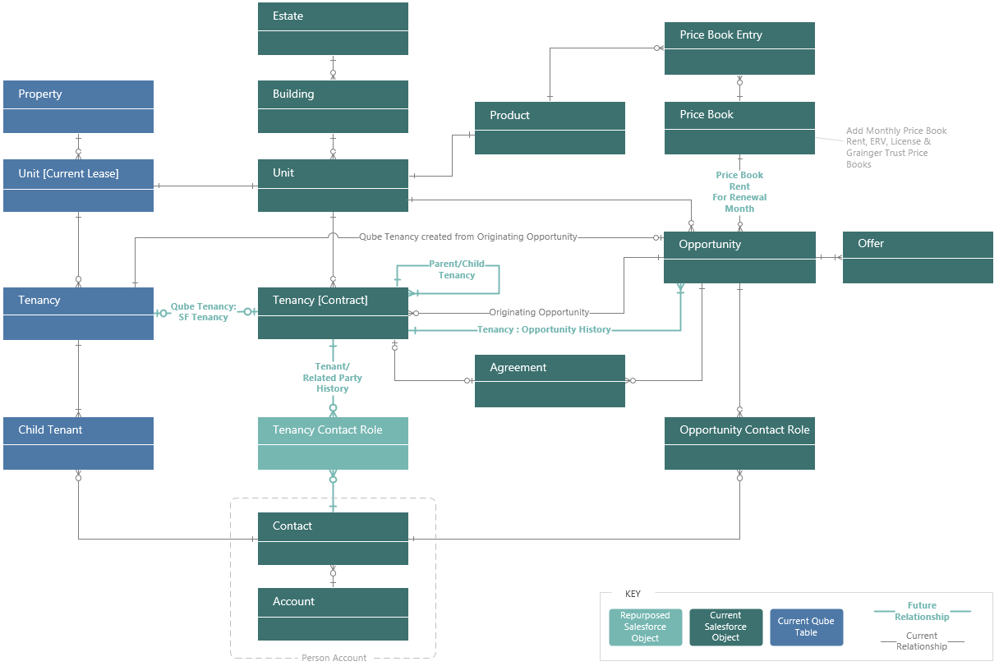 Estate
Price Book Entry
Property
Building
Product
Price Book
Add Monthly Price Book
Rent, ERV, License &
Grainger Trust Price
Books
Unit [Current Lease]
Unit
Price Book
Rent
For Renewal
Month
Qube Tenancy created from Originating Opportunity
Opportunity
Offer
Parent/Child
Tenancy
Tenancy
Qube Tenancy:
SF Tenancy
Tenancy [Contract]
Originating Opportunity
Tenancy : Opportunity History
Tenant/
Related Party
History
Agreement
Child Tenant
Tenancy Contact Role
Opportunity Contact Role
Contact
Account
Person Account
KEY
Repurposed
Salesforce
Object
Current
Salesforce
Object
Current Qube
Table
Future
Relationship
Current
Relationship